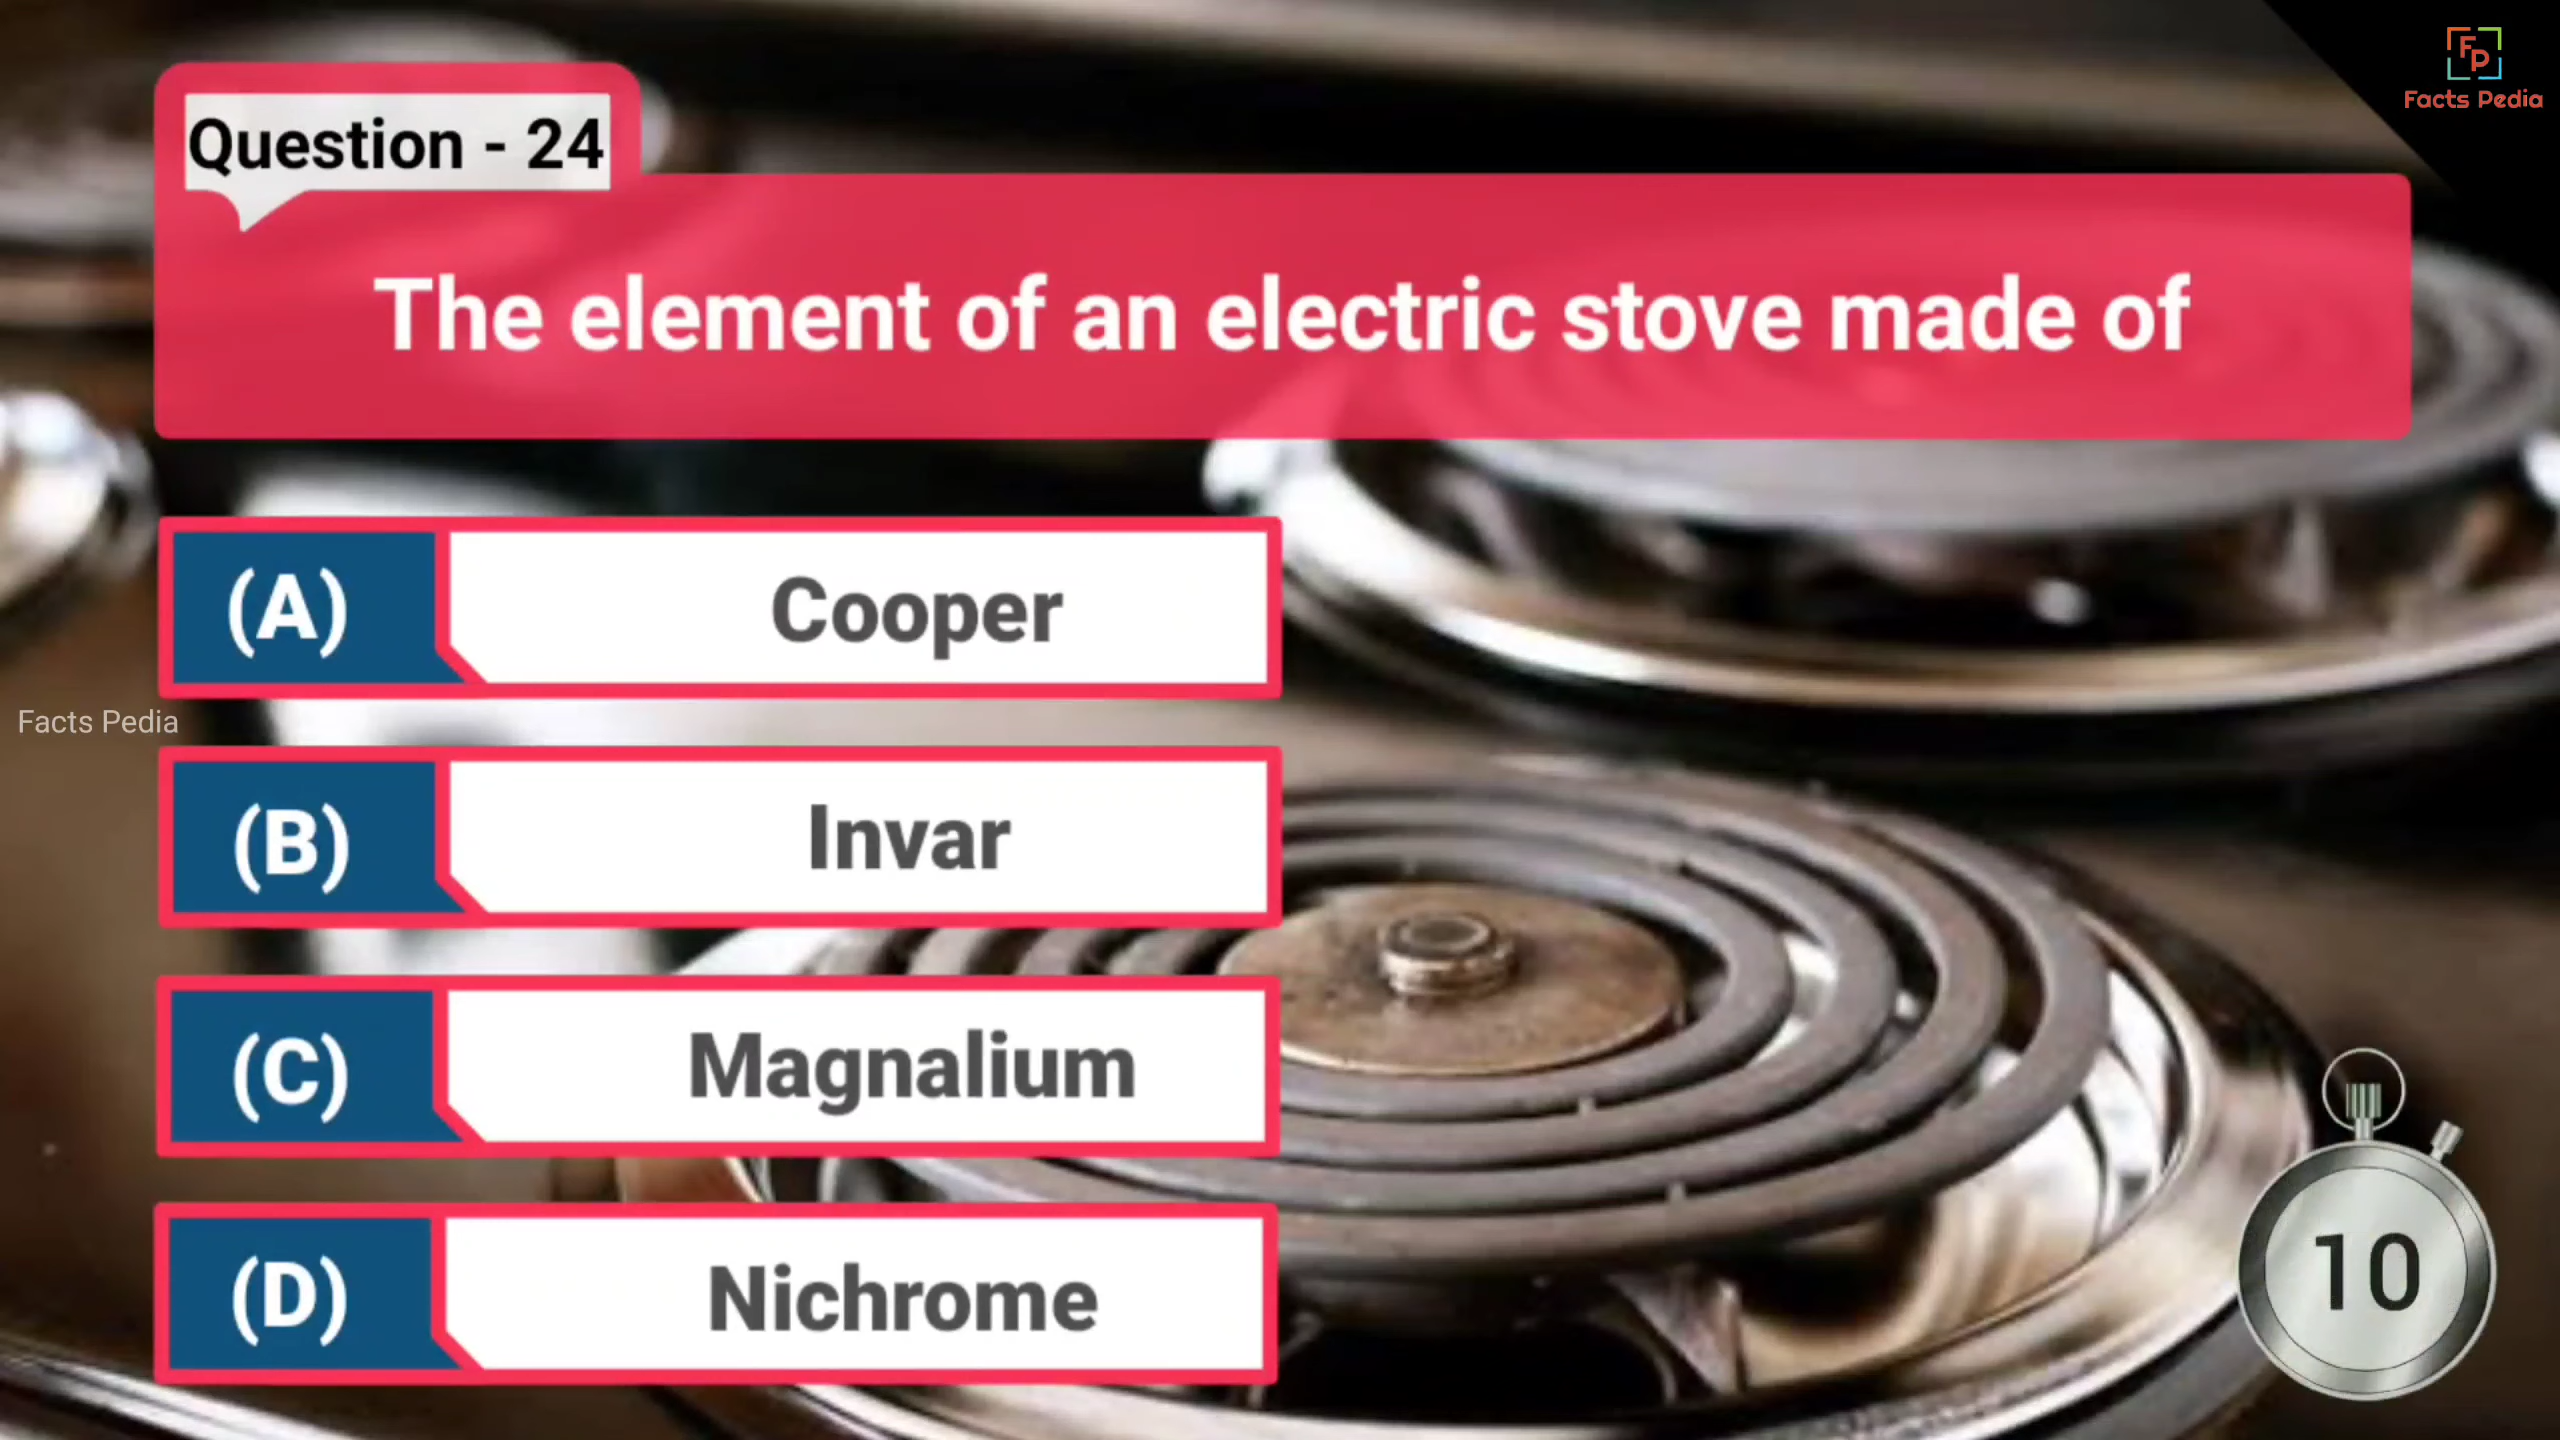 FP
Facts Pedia
Question - 24
The element of an electric stove made of
(A) Cooper
Facts Pedia
(B) Invar
(C) Magnalium
(D) Nichrome
10